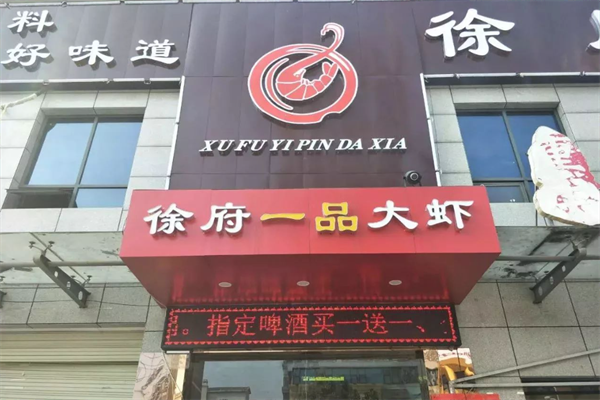 料
好味道
徐
XU FU YI PIN DA XIA
徐府一品大虾
。指定啤酒买一送一、